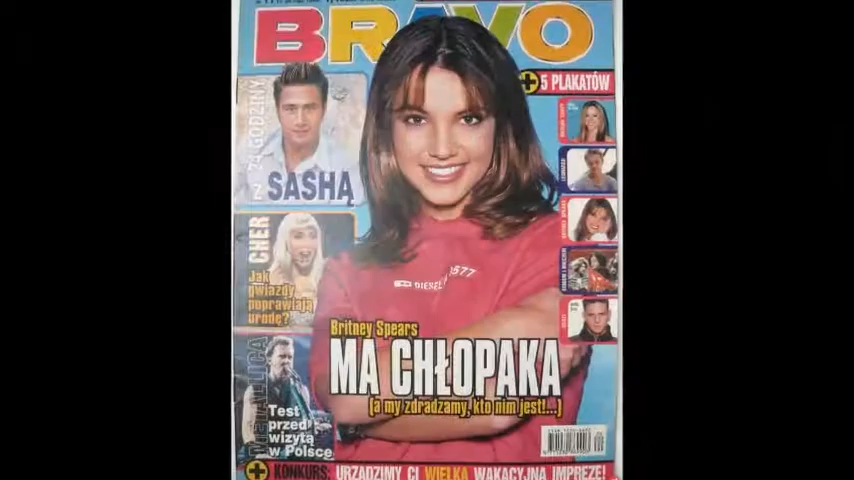 BRAVO
5 PLAKATÓW
24 GODZINY
Z SASHĄ
CHER
Jak
gwiazdy
poprawiają
urodę?
METALLICA
Test
przed
wizytą
w Polsce
DIESEL
Britney Spears
MA CHŁOPAKA
(a my zdradzamy, kto nim jest!...)
KONKURS: URZĄDZIMY CI WIELKĄ WAKACYJNĄ IMPREZĘ!